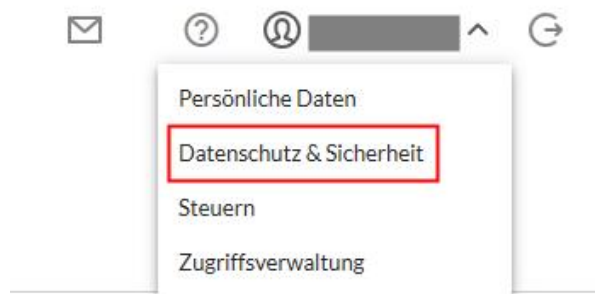 Persönliche Daten
Datenschutz & Sicherheit
Steuern
Zugriffsverwaltung